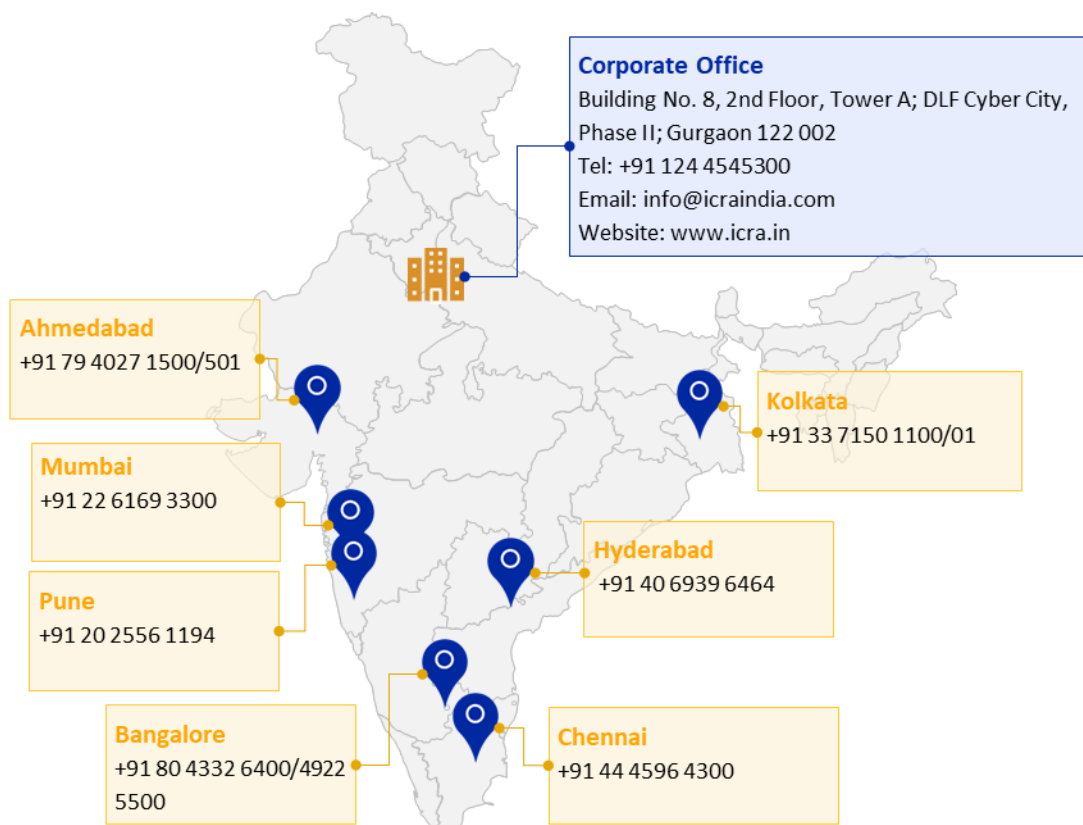 Corporate Office
Building No. 8, 2nd Floor, Tower A; DLF Cyber City,
Phase II; Gurgaon 122 002
Tel: +91 124 4545300
Email: info@icraindia.com
Website: www.icra.in
Ahmedabad
+91 79 4027 1500/501
Kolkata
+91 33 7150 1100/01
Mumbai
+91 22 6169 3300
Hyderabad
+91 40 6939 6464
Pune
+91 20 2556 1194
Bangalore
+91 80 4332 6400/4922
5500
Chennai
+91 44 4596 4300